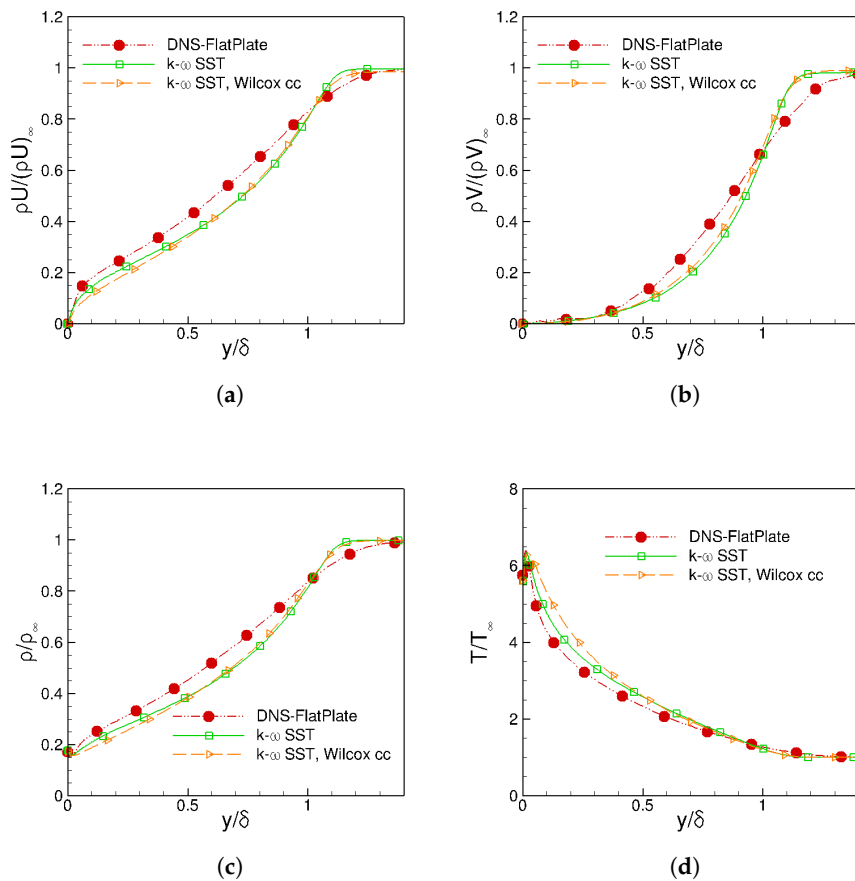 ρU/(ρU)∞
1.2
1
0.8
0.6
0.4
0.2
0
0
0.5
1
y/δ
DNS-FlatPlate
k-ω SST
k-ω SST, Wilcox cc
(a)
ρV/(ρV)∞
1.2
1
0.8
0.6
0.4
0.2
0
0
0.5
1
y/δ
DNS-FlatPlate
k-ω SST
k-ω SST, Wilcox cc
(b)
ρ/ρ∞
1.2
1
0.8
0.6
0.4
0.2
0
0
0.5
1
y/δ
DNS-FlatPlate
k-ω SST
k-ω SST, Wilcox cc
(c)
T/T∞
8
6
4
2
0
0
0.5
1
y/δ
DNS-FlatPlate
k-ω SST
k-ω SST, Wilcox cc
(d)